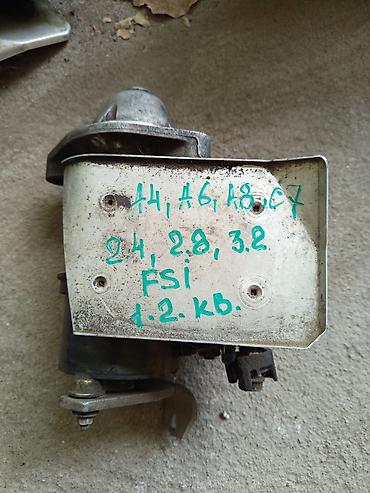 A4, A6, A8, C7
2.4, 2.8, 3.2
FSi
1.2. KB.